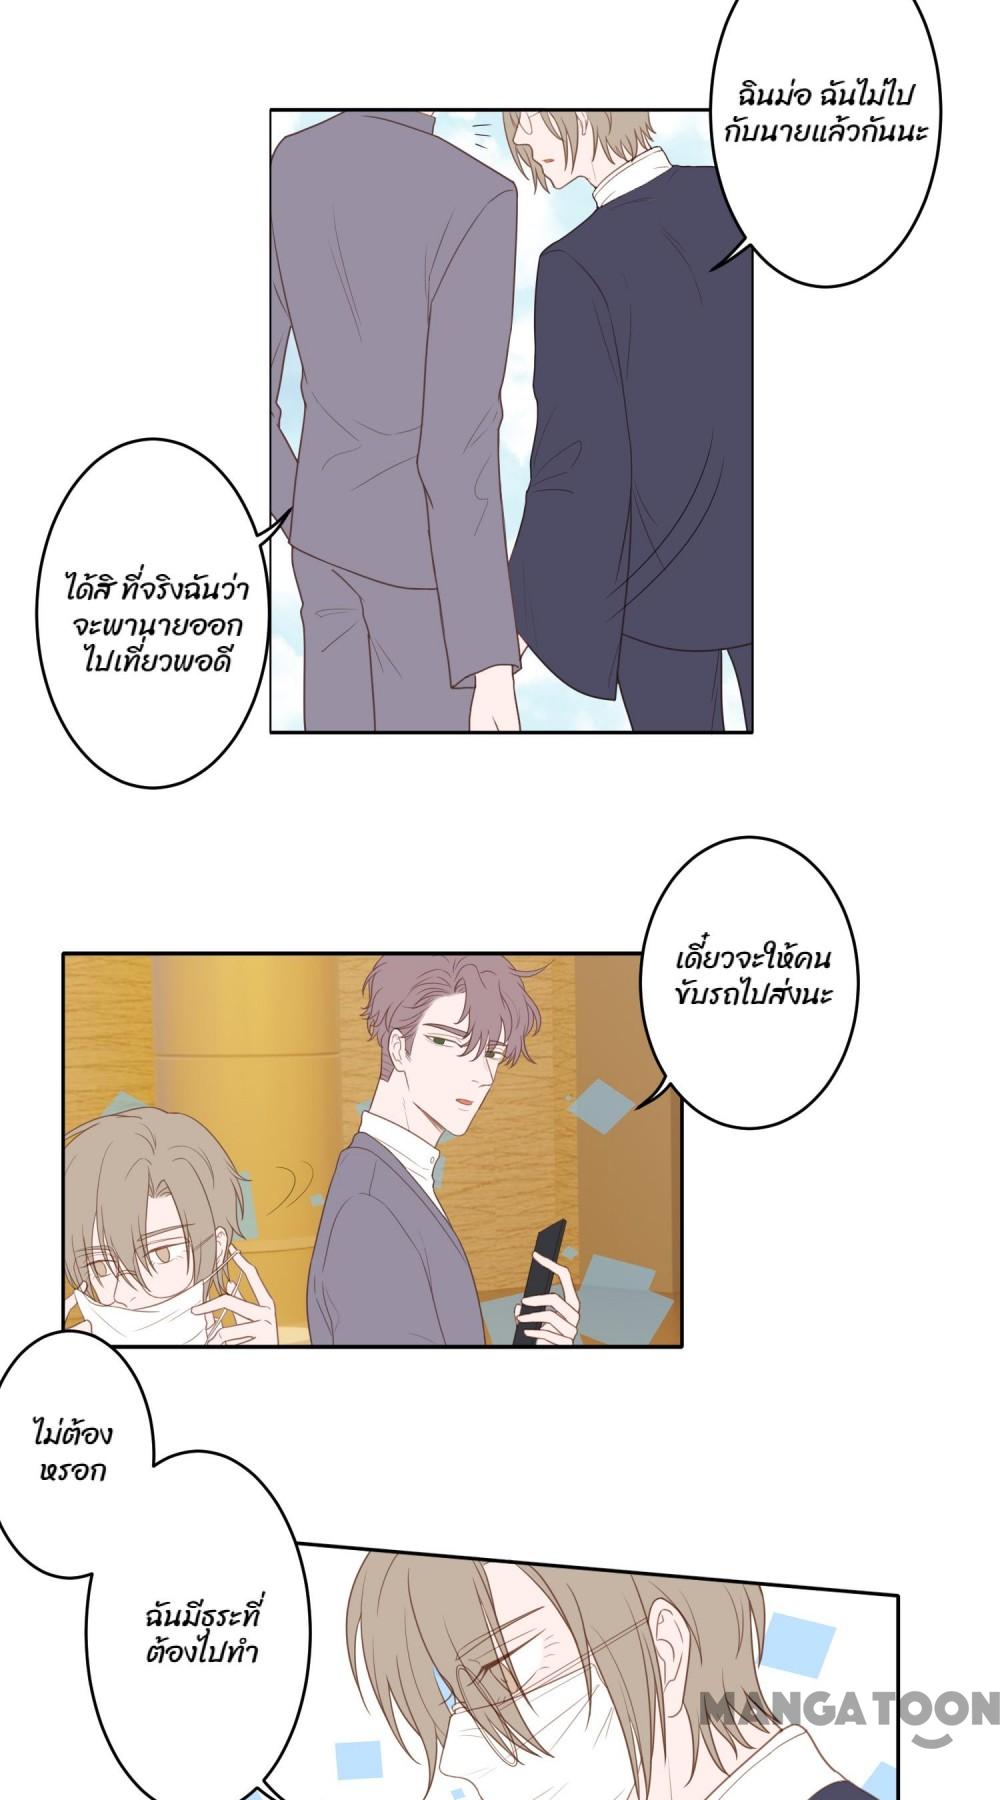 ฉินม่อ ฉันไม่ไป
กับนายแล้วกันนะ
ได้สิ ที่จริงฉันว่า
จะพานายออก
ไปเที่ยวพอดี
เดี๋ยวจะให้คน
ขับรถไปส่งนะ
ไม่ต้อง
หรอก
ฉันมีธุระที่
ต้องไปทำ
MANGATOON